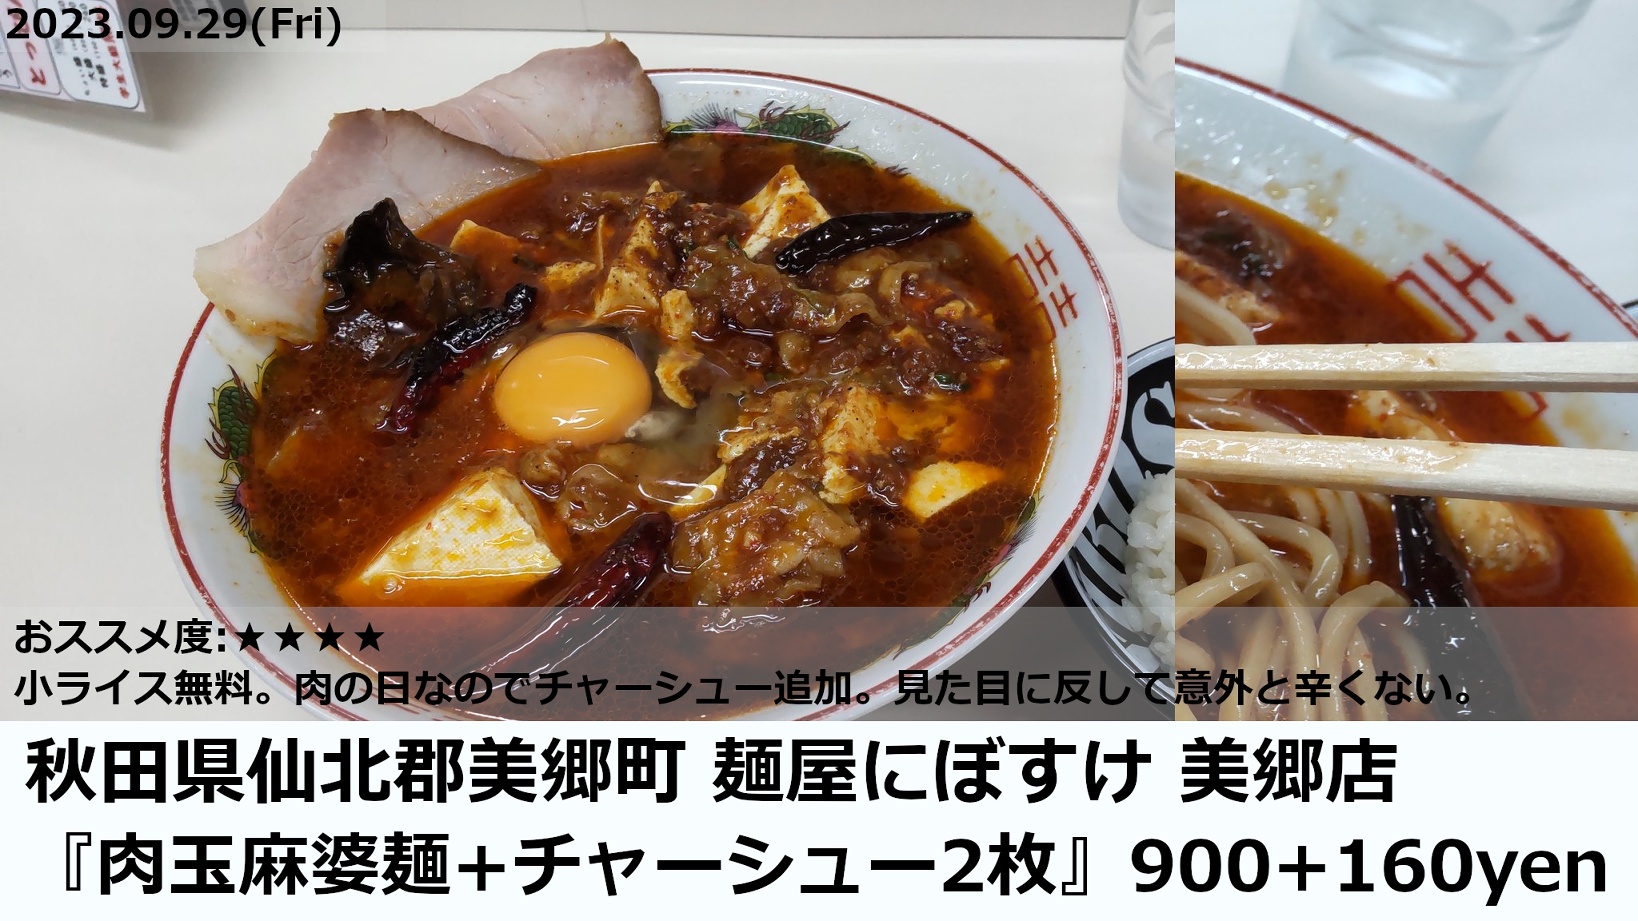 2023.09.29(Fri)
おススメ度:★★★★
小ライス無料。肉の日なのでチャーシュー追加。見た目に反して意外と辛くない。
秋田県仙北郡美郷町 麺屋にぼすけ 美郷店
『肉玉麻婆麺+チャーシュー2枚』900+160yen